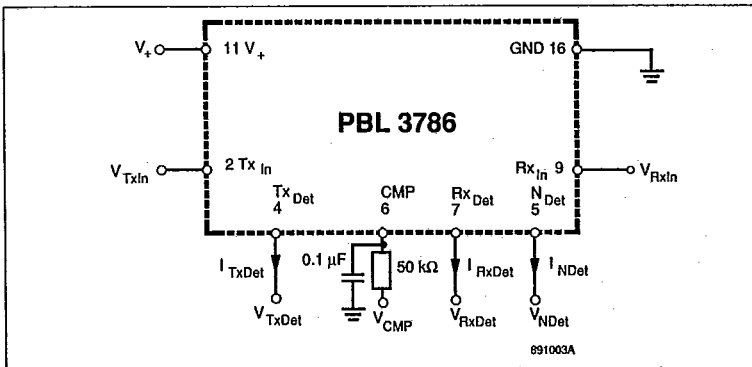 V+ 11 V+ GND 16
PBL 3786
VTxIn 2 TxIn RxIn 9 VRxIn
TxDet CMP RxDet NDet
4 6 7 5
ITxDet 0.1 µF 50 kΩ IRxDet INDet
VTxDet VCMP VRxDet VNDet
891003A